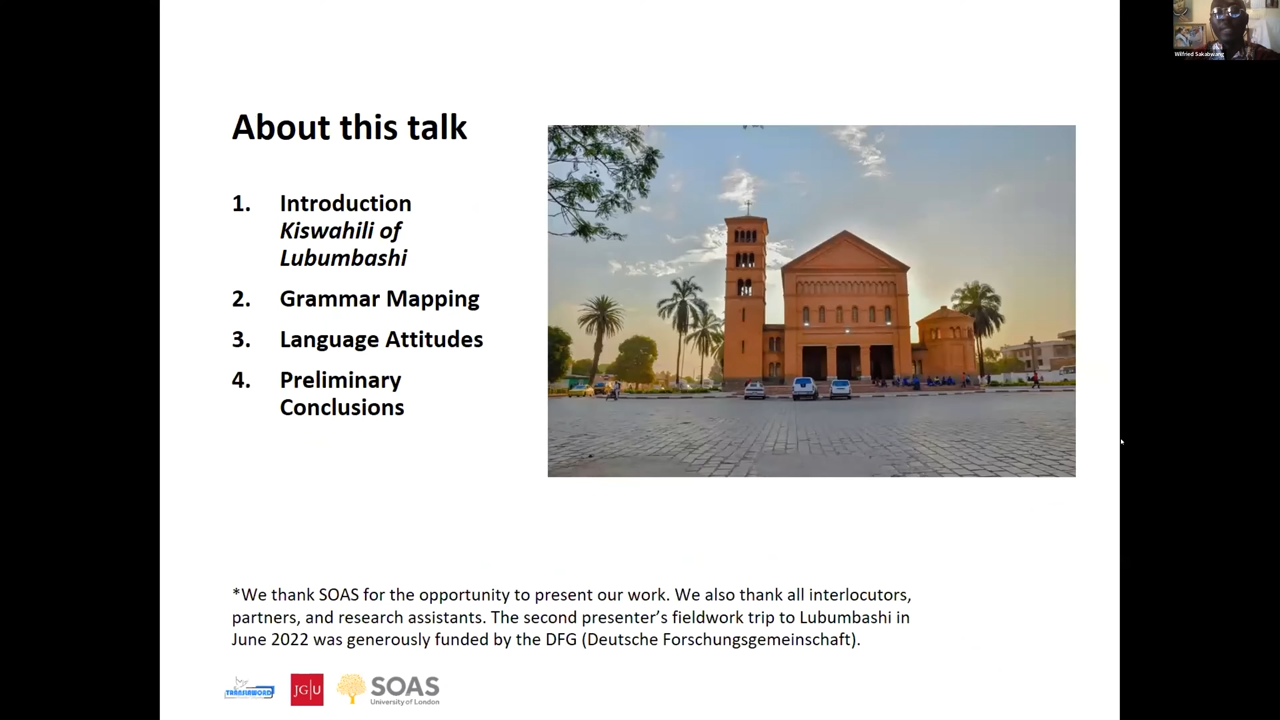 Wilfried Sakabwang
About this talk
1. Introduction
Kiswahili of
Lubumbashi
2. Grammar Mapping
3. Language Attitudes
4. Preliminary
Conclusions
*We thank SOAS for the opportunity to present our work. We also thank all interlocutors,
partners, and research assistants. The second presenter’s fieldwork trip to Lubumbashi in
June 2022 was generously funded by the DFG (Deutsche Forschungsgemeinschaft).
TRANSLAWORD
JG|U
SOAS
University of London